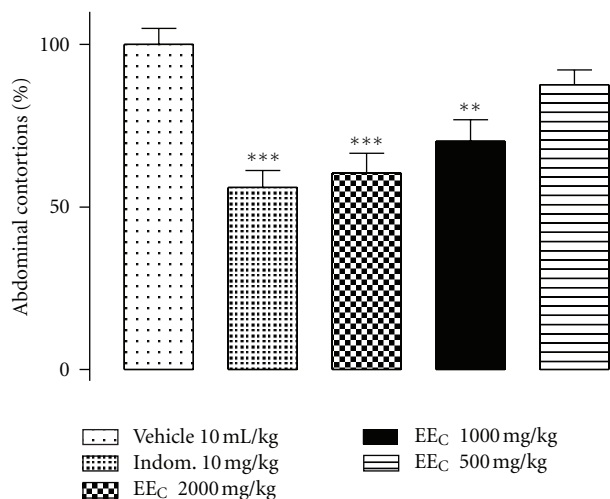 Abdominal contortions (%)
100
50
0
***
***
**
Vehicle 10 mL/kg
Indom. 10 mg/kg
EEC 2000 mg/kg
EEC 1000 mg/kg
EEC 500 mg/kg